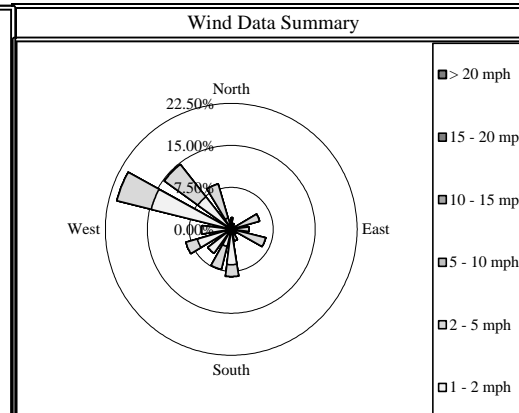 Wind Data Summary
North
22.50%
15.00%
7.50%
0.00%
West
East
South
> 20 mph
15 - 20 mp
10 - 15 mp
5 - 10 mph
2 - 5 mph
1 - 2 mph